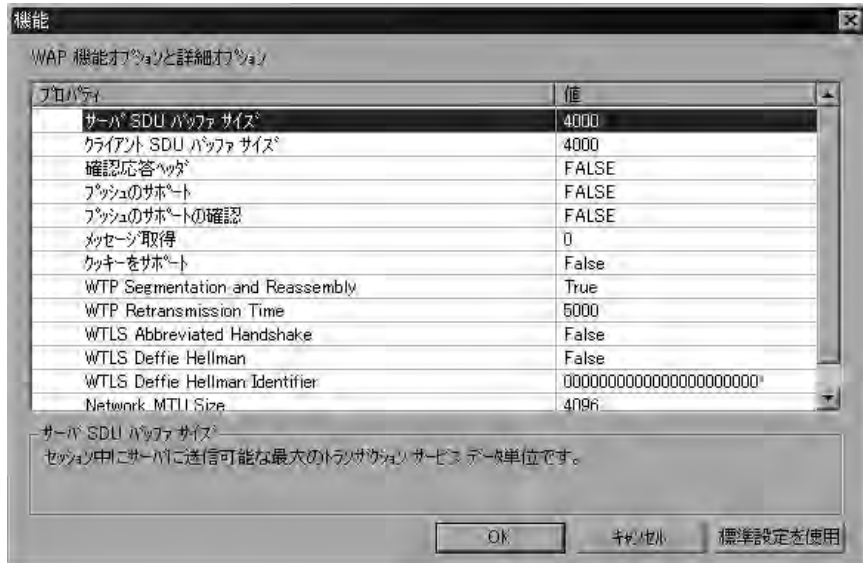 機能
WAP 機能オプションと詳細オプション
プロパティ 値
サーバ SDU バッファ サイズ 4000
クライアント SDU バッファ サイズ 4000
確認応答ヘッダ FALSE
プッシュのサポート FALSE
プッシュのサポートの確認 FALSE
メッセージ取得 0
クッキーをサポート False
WTP Segmentation and Reassembly True
WTP Retransmission Time 5000
WTLS Abbreviated Handshake False
WTLS Deffie Hellman False
WTLS Deffie Hellman Identifier
Network MTU Size 4096
サーバ SDU バッファ サイズ
セッション中にサーバに送信可能な最大のトランザクション サービス データ単位です。
OK キャンセル 標準設定を使用